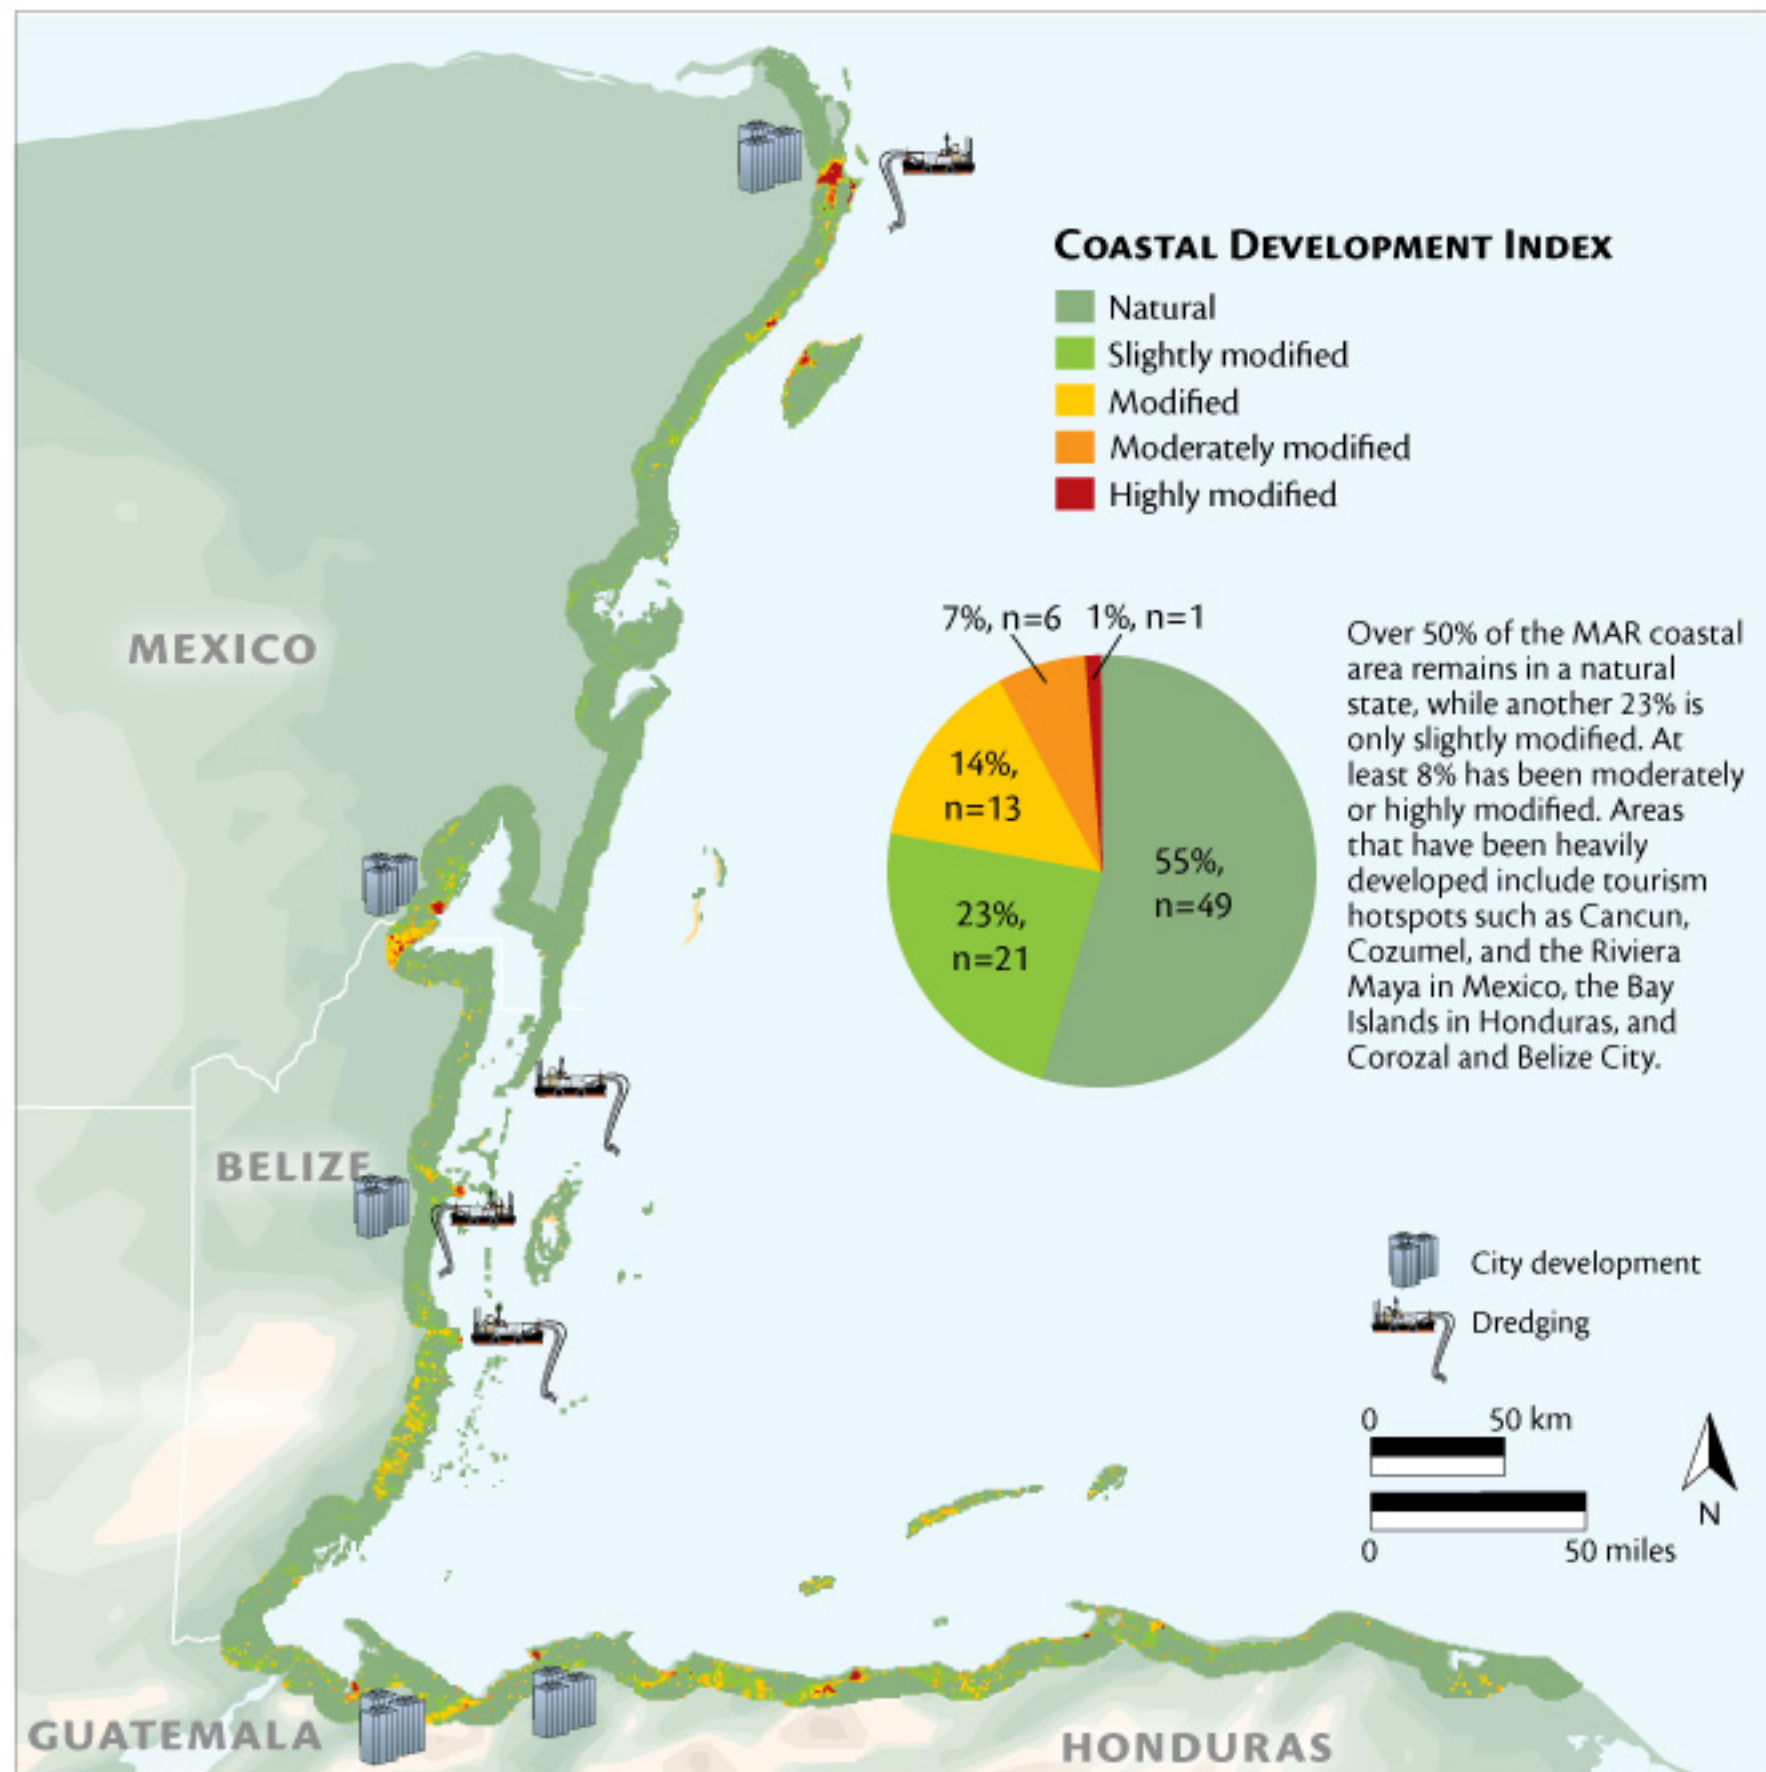 COASTAL DEVELOPMENT INDEX
Natural
Slightly modified
Modified
Moderately modified
Highly modified
MEXICO
7%, n=6
1%, n=1
14%,
n=13
23%,
n=21
55%,
n=49
Over 50% of the MAR coastal
area remains in a natural
state, while another 23% is
only slightly modified. At
least 8% has been moderately
or highly modified. Areas
that have been heavily
developed include tourism
hotspots such as Cancun,
Cozumel, and the Riviera
Maya in Mexico, the Bay
Islands in Honduras, and
Corozal and Belize City.
BELIZE
City development
Dredging
0 50 km
N
0 50 miles
GUATEMALA
HONDURAS